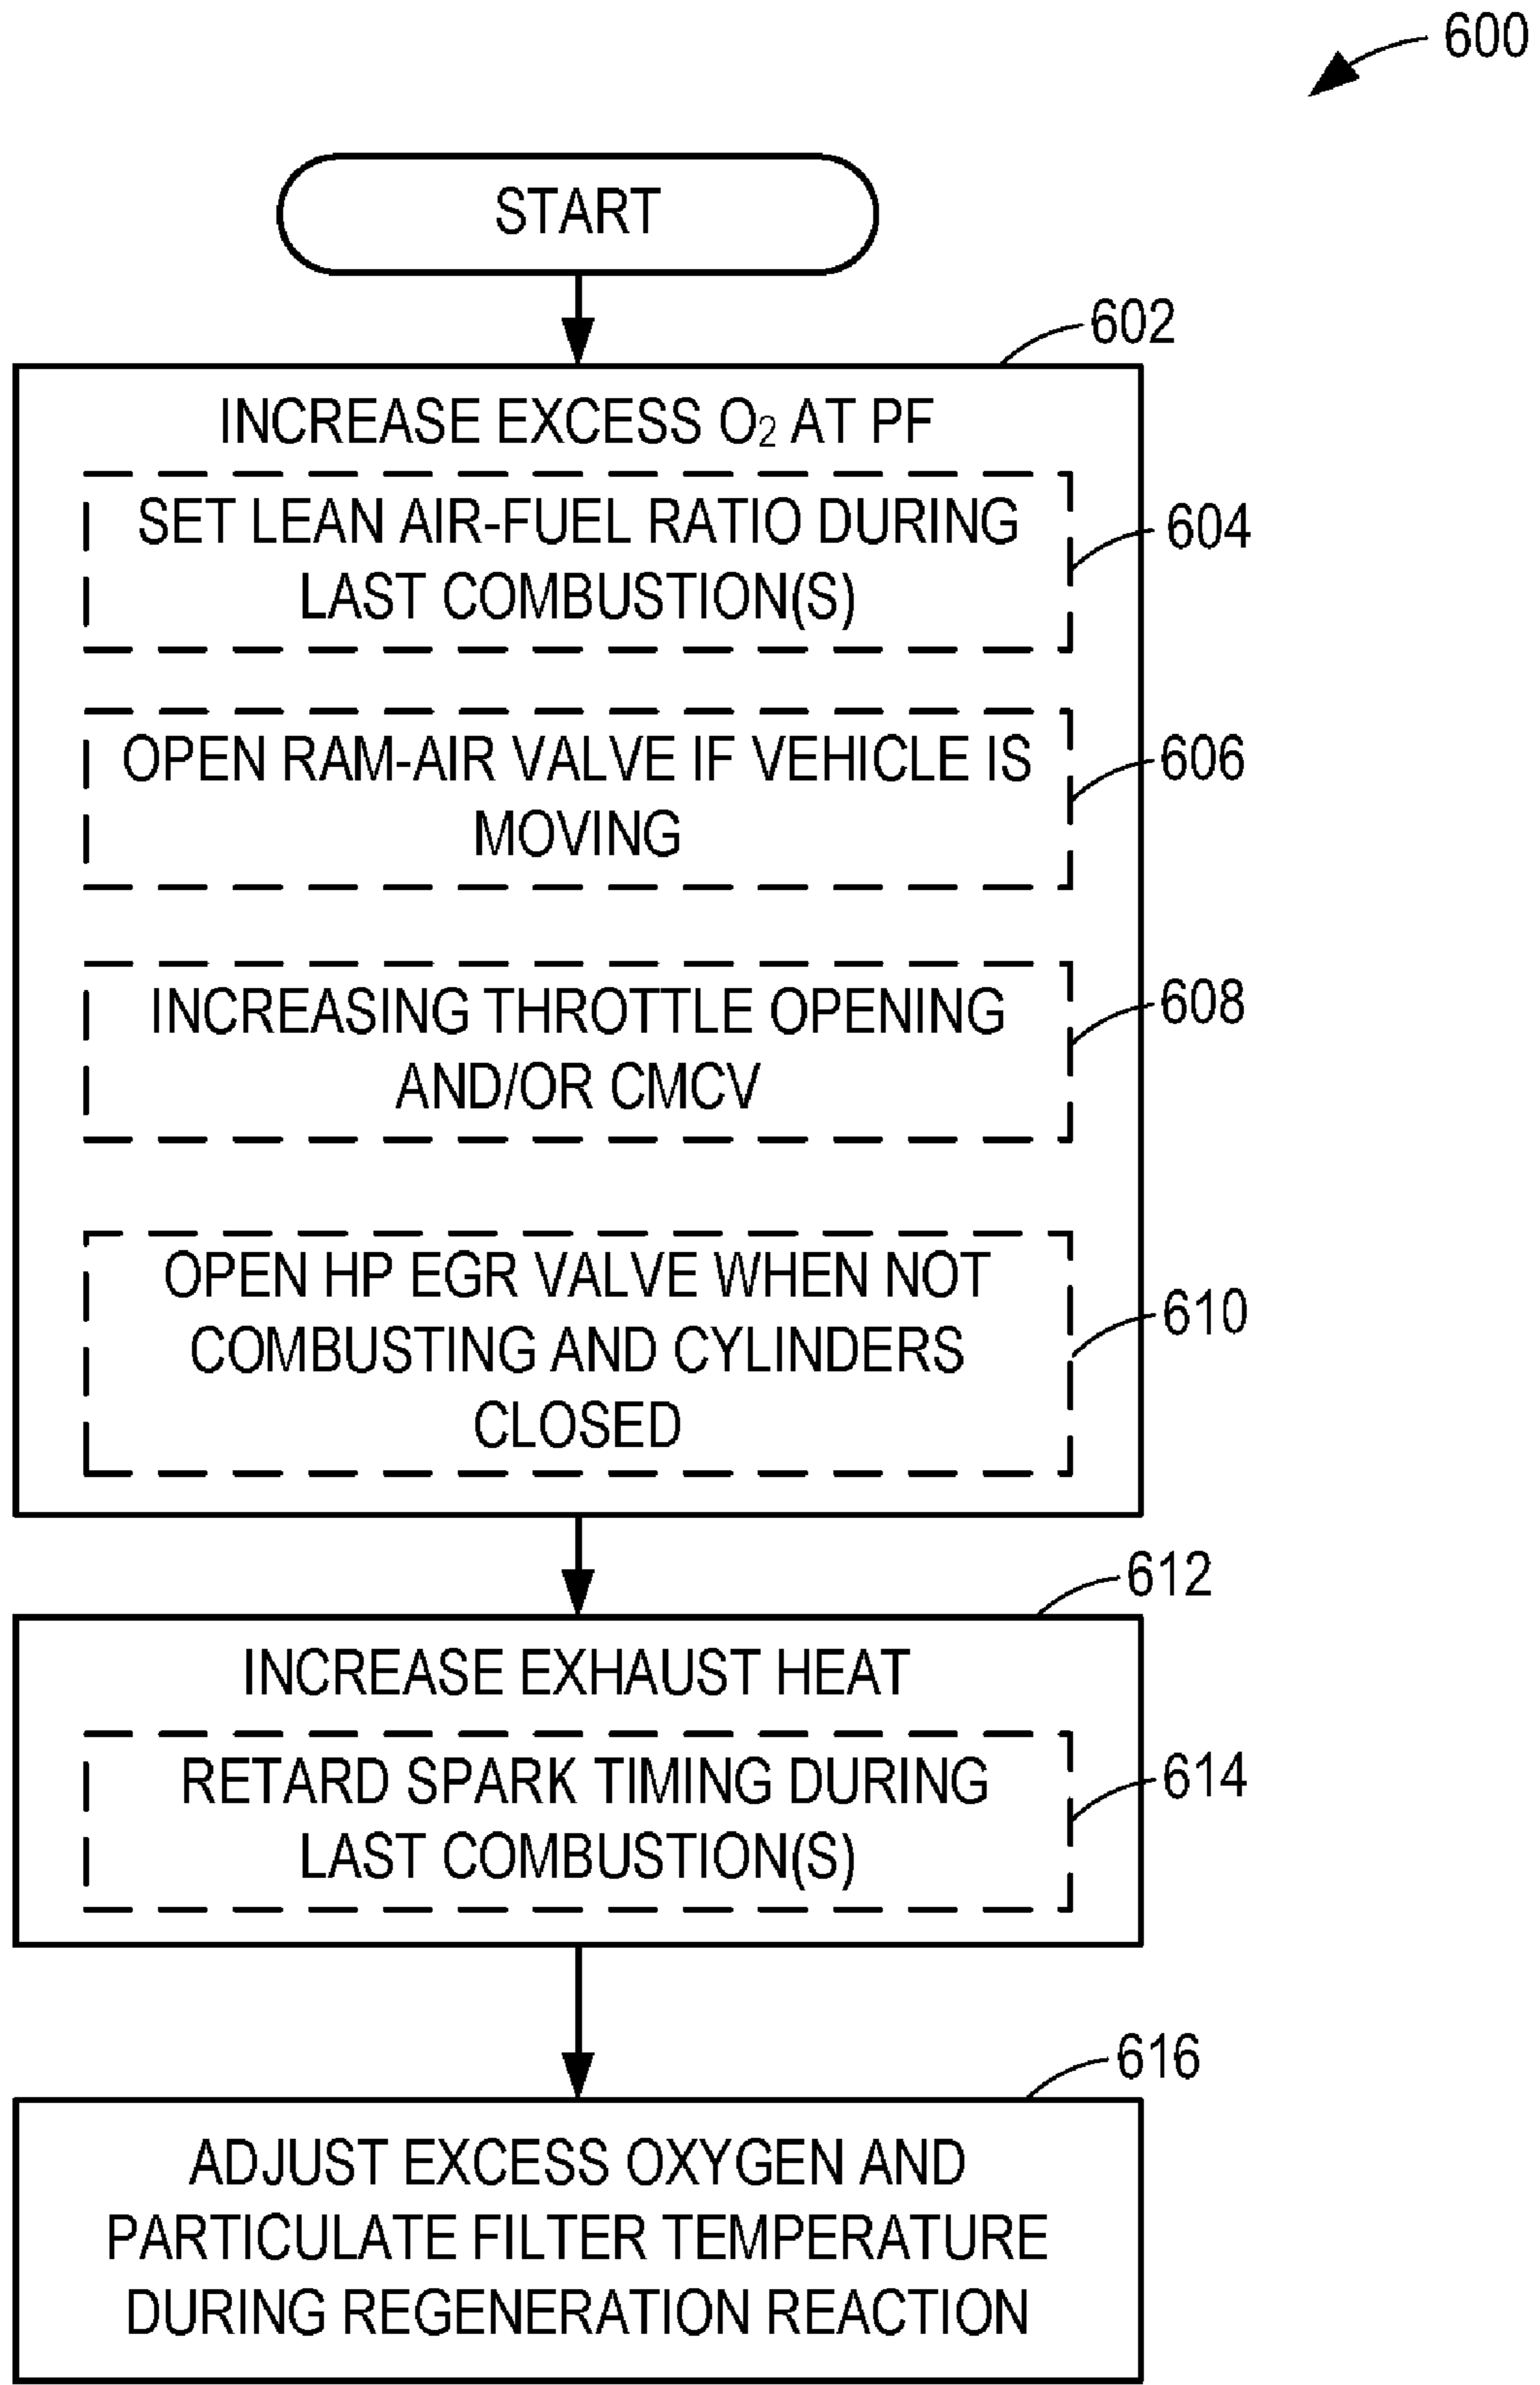 600
START
602
INCREASE EXCESS O₂ AT PF
SET LEAN AIR-FUEL RATIO DURING
LAST COMBUSTION(S)
604
OPEN RAM-AIR VALVE IF VEHICLE IS
MOVING
606
INCREASING THROTTLE OPENING
AND/OR CMCV
608
OPEN HP EGR VALVE WHEN NOT
COMBUSTING AND CYLINDERS
CLOSED
610
612
INCREASE EXHAUST HEAT
RETARD SPARK TIMING DURING
LAST COMBUSTION(S)
614
616
ADJUST EXCESS OXYGEN AND
PARTICULATE FILTER TEMPERATURE
DURING REGENERATION REACTION